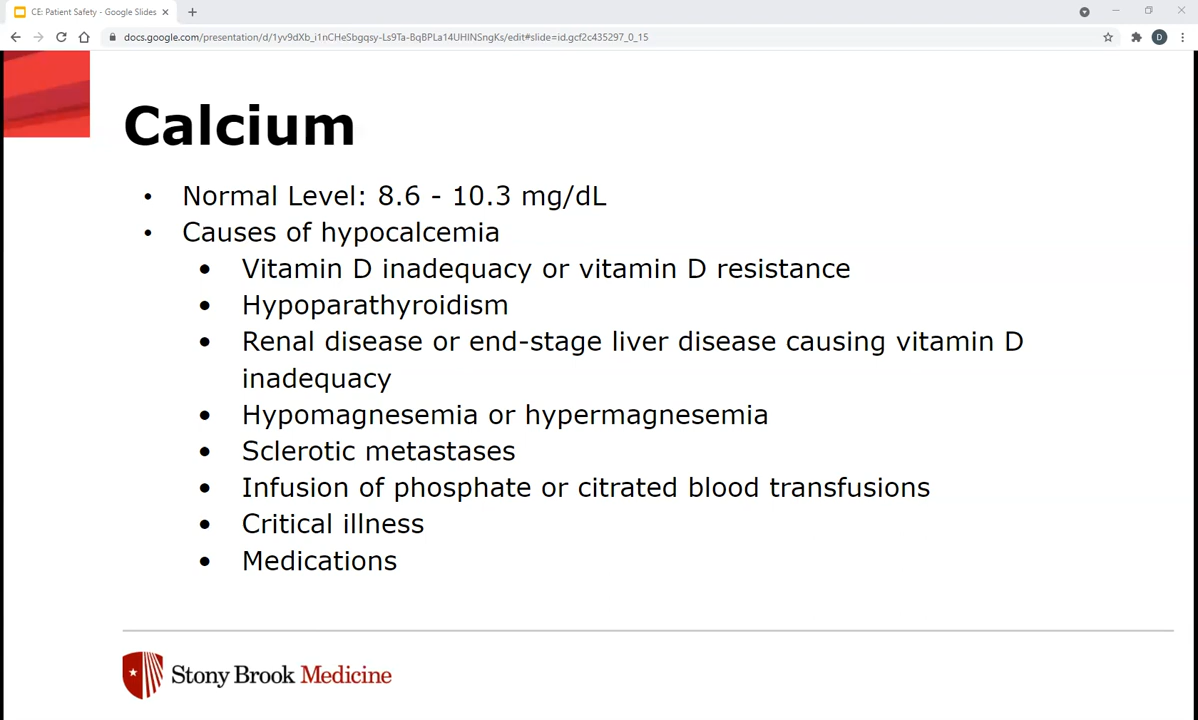 CE: Patient Safety - Google Slides
docs.google.com/presentation/d/1yv9dXb_i1nCHeSbgqsy-Ls9Ta-BqBPLa14UHINSngKs/edit#slide=id.gcf2c435297_0_15
D
Calcium
• Normal Level: 8.6 - 10.3 mg/dL
• Causes of hypocalcemia
• Vitamin D inadequacy or vitamin D resistance
• Hypoparathyroidism
• Renal disease or end-stage liver disease causing vitamin D
inadequacy
• Hypomagnesemia or hypermagnesemia
• Sclerotic metastases
• Infusion of phosphate or citrated blood transfusions
• Critical illness
• Medications
Stony Brook Medicine